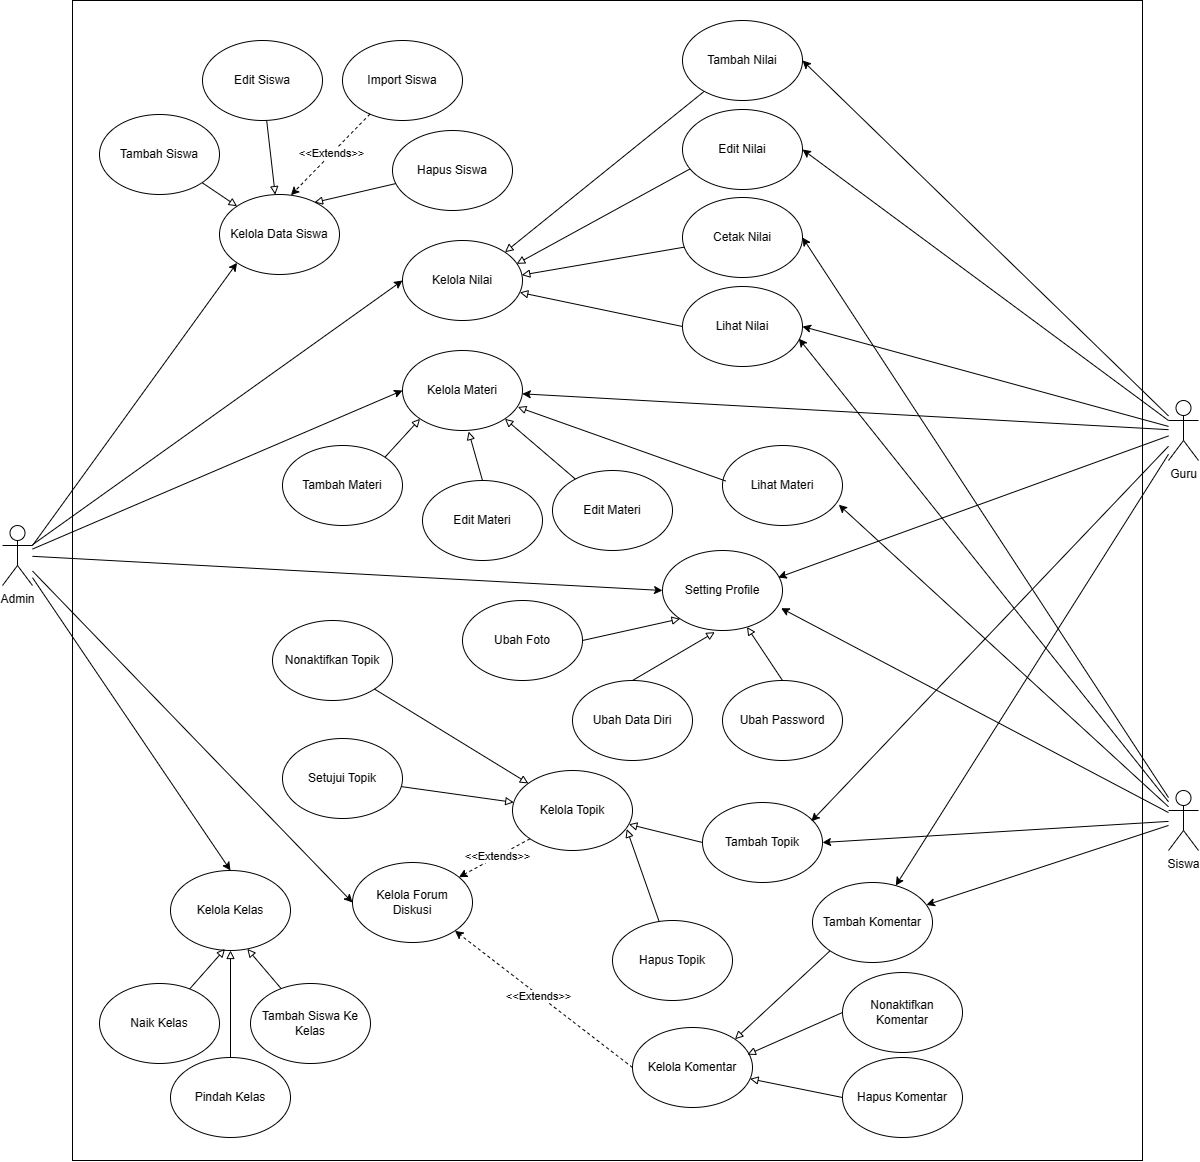 Tambah Nilai
Edit Siswa
Import Siswa
Edit Nilai
Tambah Siswa
<<Extends>>
Hapus Siswa
Kelola Data Siswa
Cetak Nilai
Kelola Nilai
Lihat Nilai
Kelola Materi
Guru
Tambah Materi
Lihat Materi
Edit Materi
Edit Materi
Admin
Setting Profile
Ubah Foto
Nonaktifkan Topik
Ubah Data Diri
Ubah Password
Setujui Topik
Kelola Topik
Tambah Topik
<<Extends>>
Siswa
Kelola Forum
Diskusi
Kelola Kelas
Tambah Komentar
Hapus Topik
<<Extends>>
Naik Kelas
Tambah Siswa Ke
Kelas
Nonaktifkan
Komentar
Kelola Komentar
Pindah Kelas
Hapus Komentar